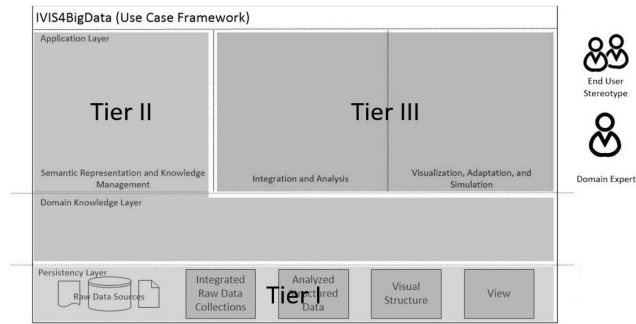 IVIS4BigData (Use Case Framework)
Application Layer
Tier II
Tier III
End User
Stereotype
Semantic Representation and Knowledge
Management
Integration and Analysis
Visualization, Adaptation, and
Simulation
Domain Expert
Domain Knowledge Layer
Persistency Layer
Raw Data Sources
Integrated
Raw Data
Collections
Tier I
Analyzed
Structured
Data
Visual
Structure
View